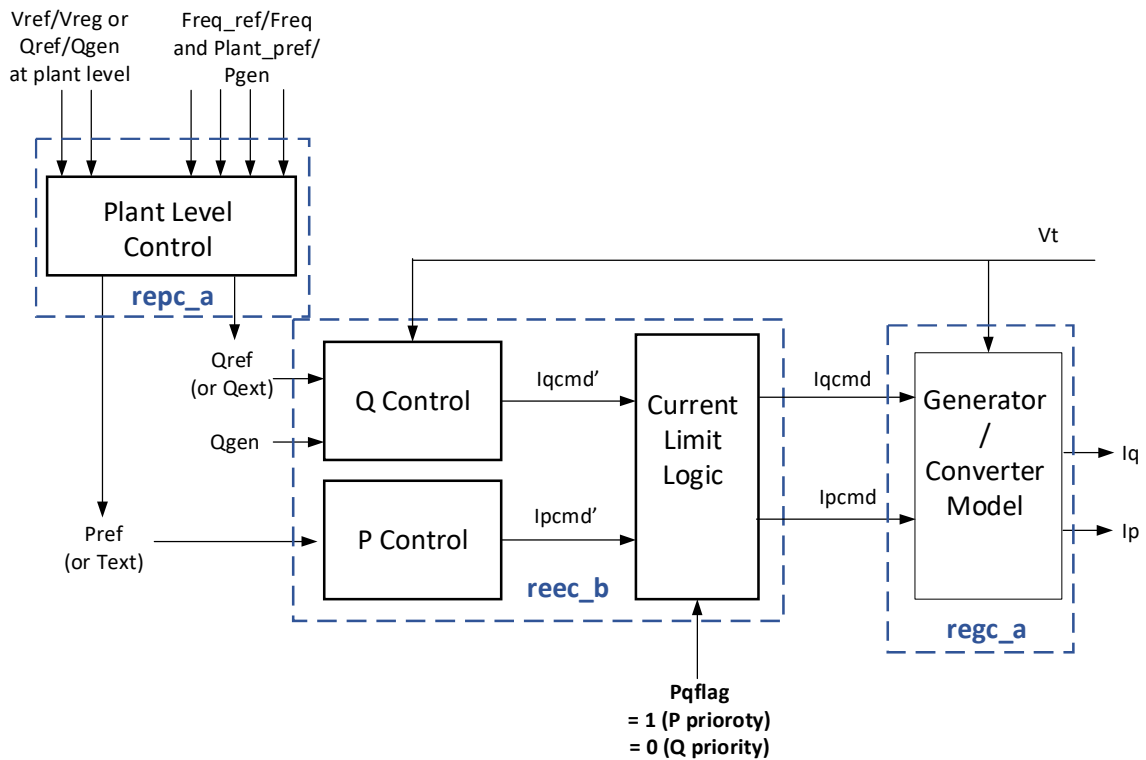 Vref/Vreg or
Qref/Qgen
at plant level
Freq_ref/Freq
and Plant_pref/
Pgen
Plant Level
Control
repc_a
Vt
Qref
(or Qext)
Qgen
Q Control
Iqcmd’
Current
Limit
Logic
Iqcmd
Generator
/
Converter
Model
Iq
Pref
(or Text)
P Control
Ipcmd’
Ipcmd
Ip
reec_b
regc_a
Pqflag
= 1 (P prioroty)
= 0 (Q priority)